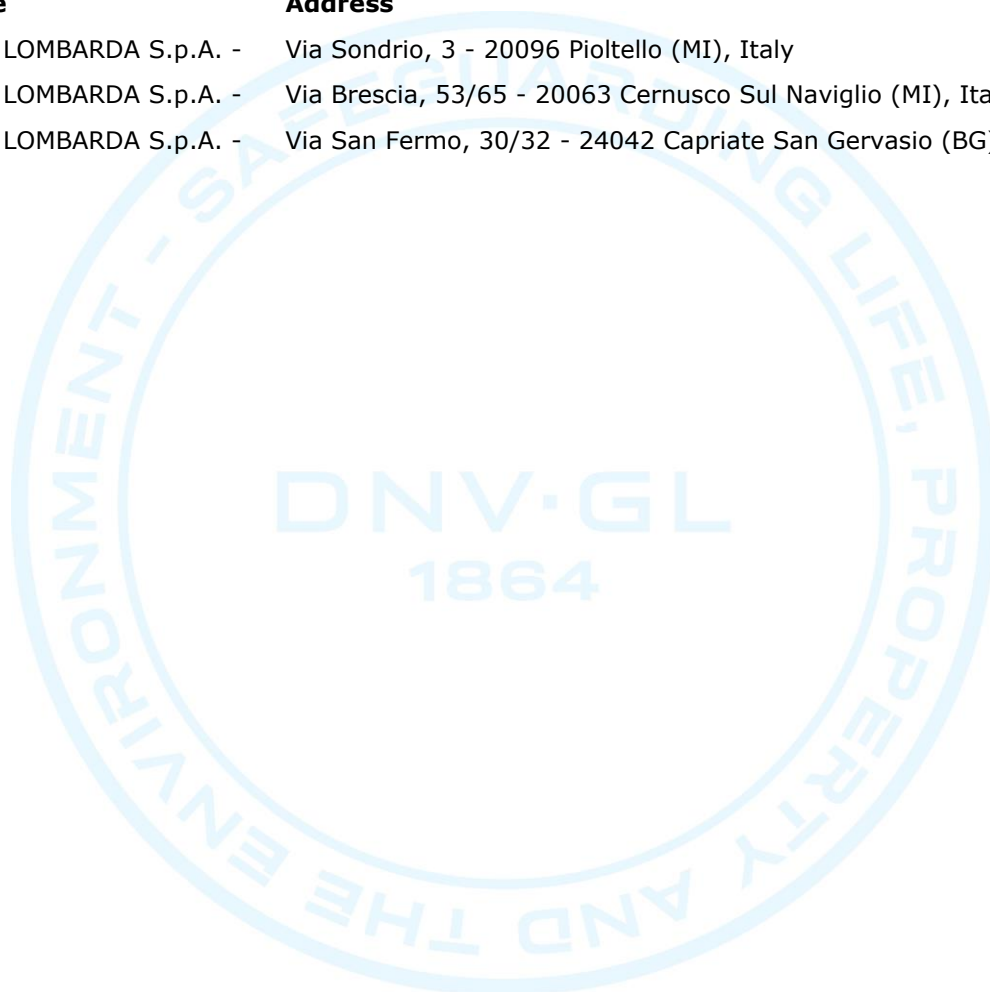 e Address
LOMBARDA S.p.A. - Via Sondrio, 3 - 20096 Pioltello (MI), Italy
LOMBARDA S.p.A. - Via Brescia, 53/65 - 20063 Cernusco Sul Naviglio (MI), Ita
LOMBARDA S.p.A. - Via San Fermo, 30/32 - 24042 Capriate San Gervasio (BG)
SAFEGUARDING LIFE, PROPERTY AND THE ENVIRONMENT -
DNV·GL
1864